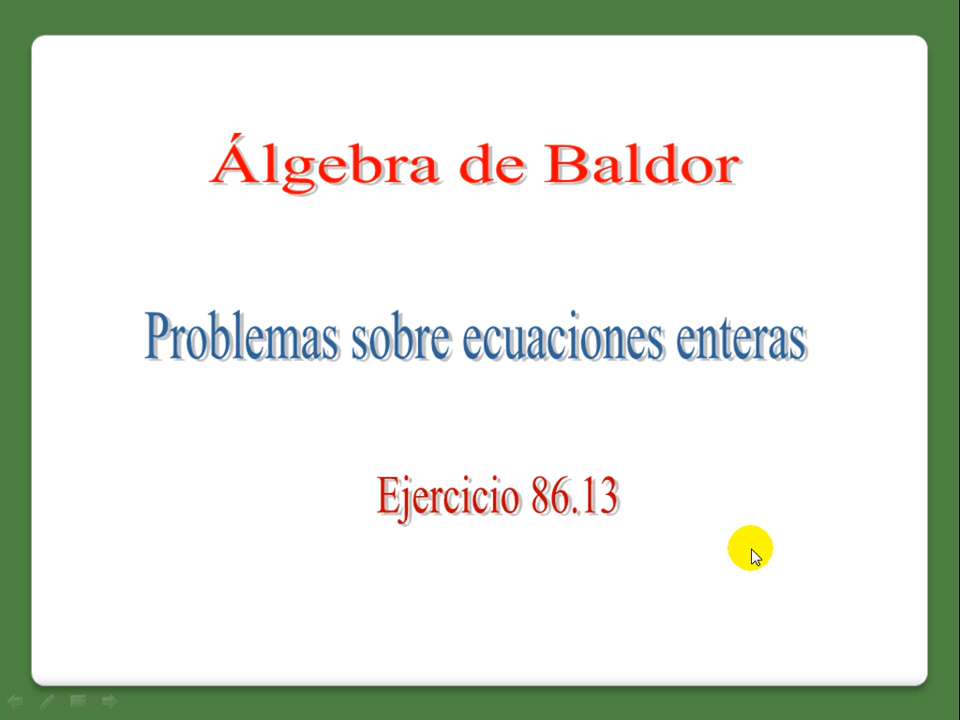 Álgebra de Baldor
Problemas sobre ecuaciones enteras
Ejercicio 86.13